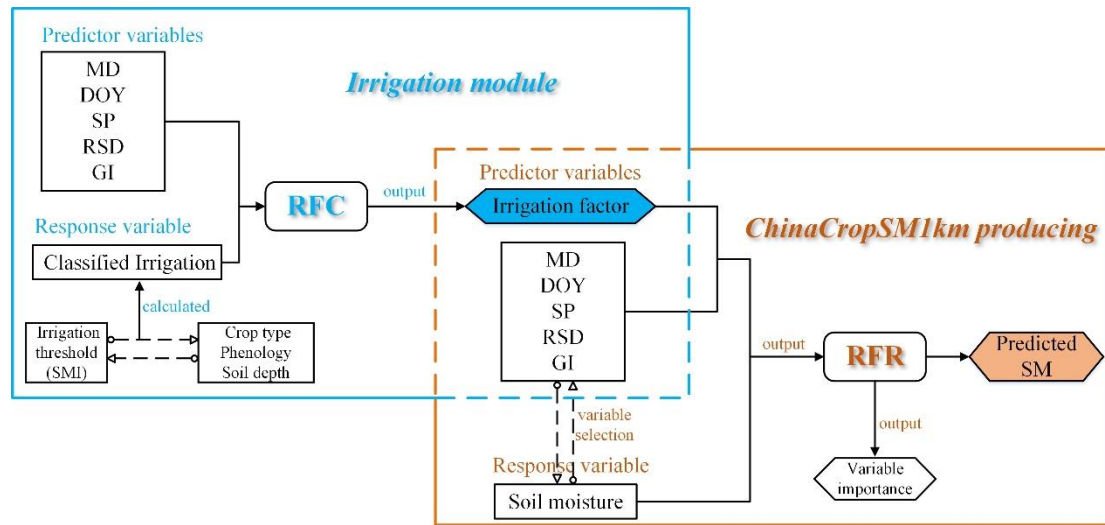 Predictor variables
MD
DOY
SP
RSD
GI
Irrigation module
RFC
output
Response variable
Classified Irrigation
calculated
Irrigation
threshold
(SMI)
Crop type
Phenology
Soil depth
Predictor variables
Irrigation factor
ChinaCropSM1km producing
MD
DOY
SP
RSD
GI
variable
selection
Response variable
Soil moisture
output
RFR
Predicted
SM
output
Variable
importance